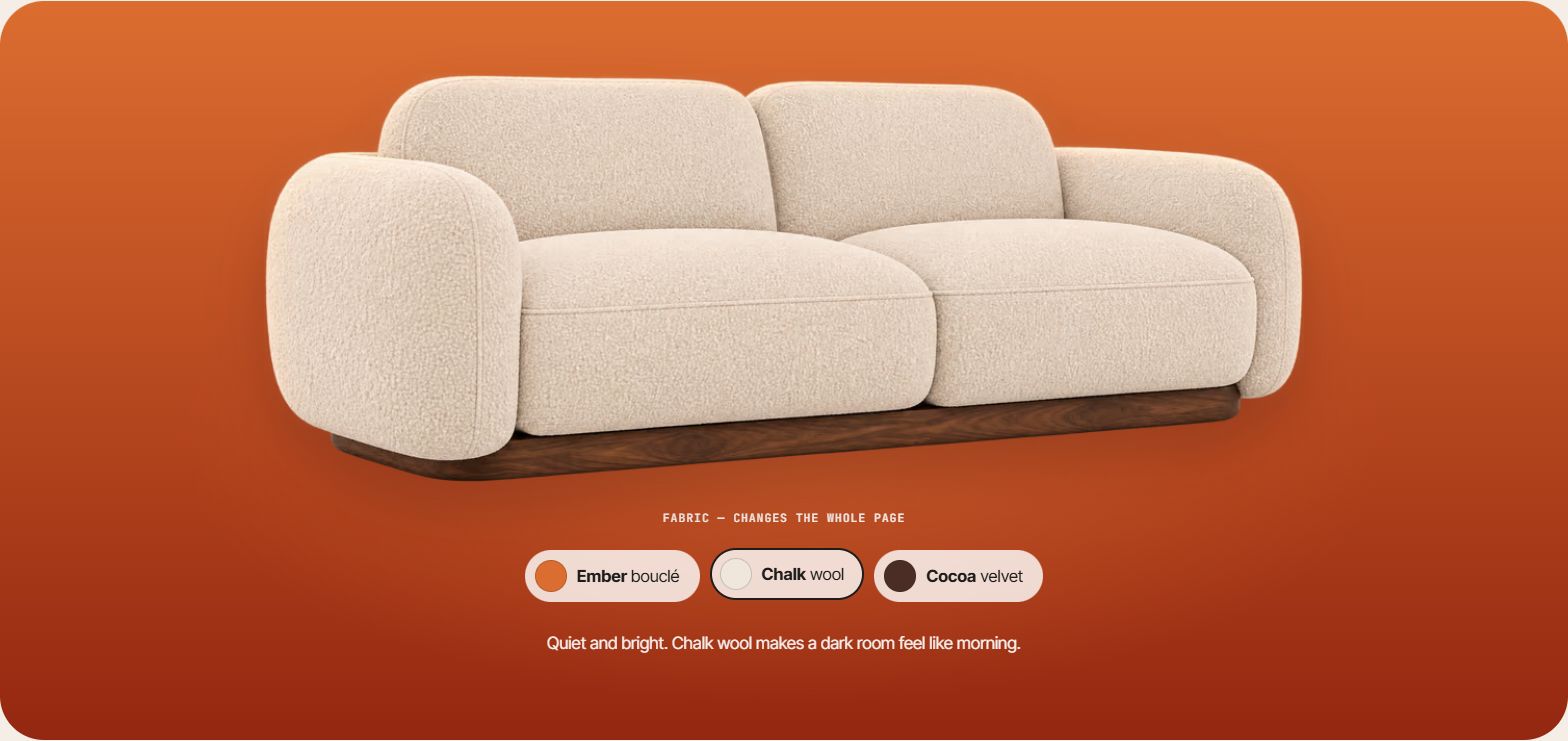 FABRIC — CHANGES THE WHOLE PAGE
Ember bouclé
Chalk wool
Cocoa velvet
Quiet and bright. Chalk wool makes a dark room feel like morning.